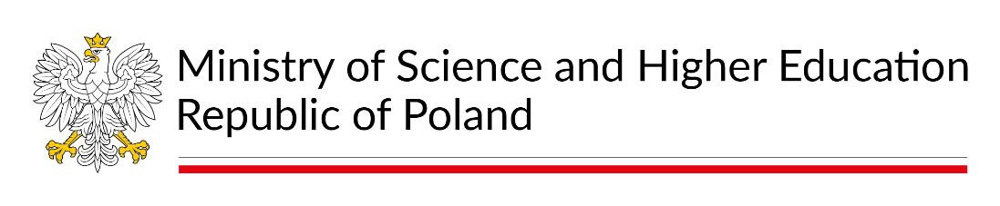 Ministry of Science and Higher Education
Republic of Poland